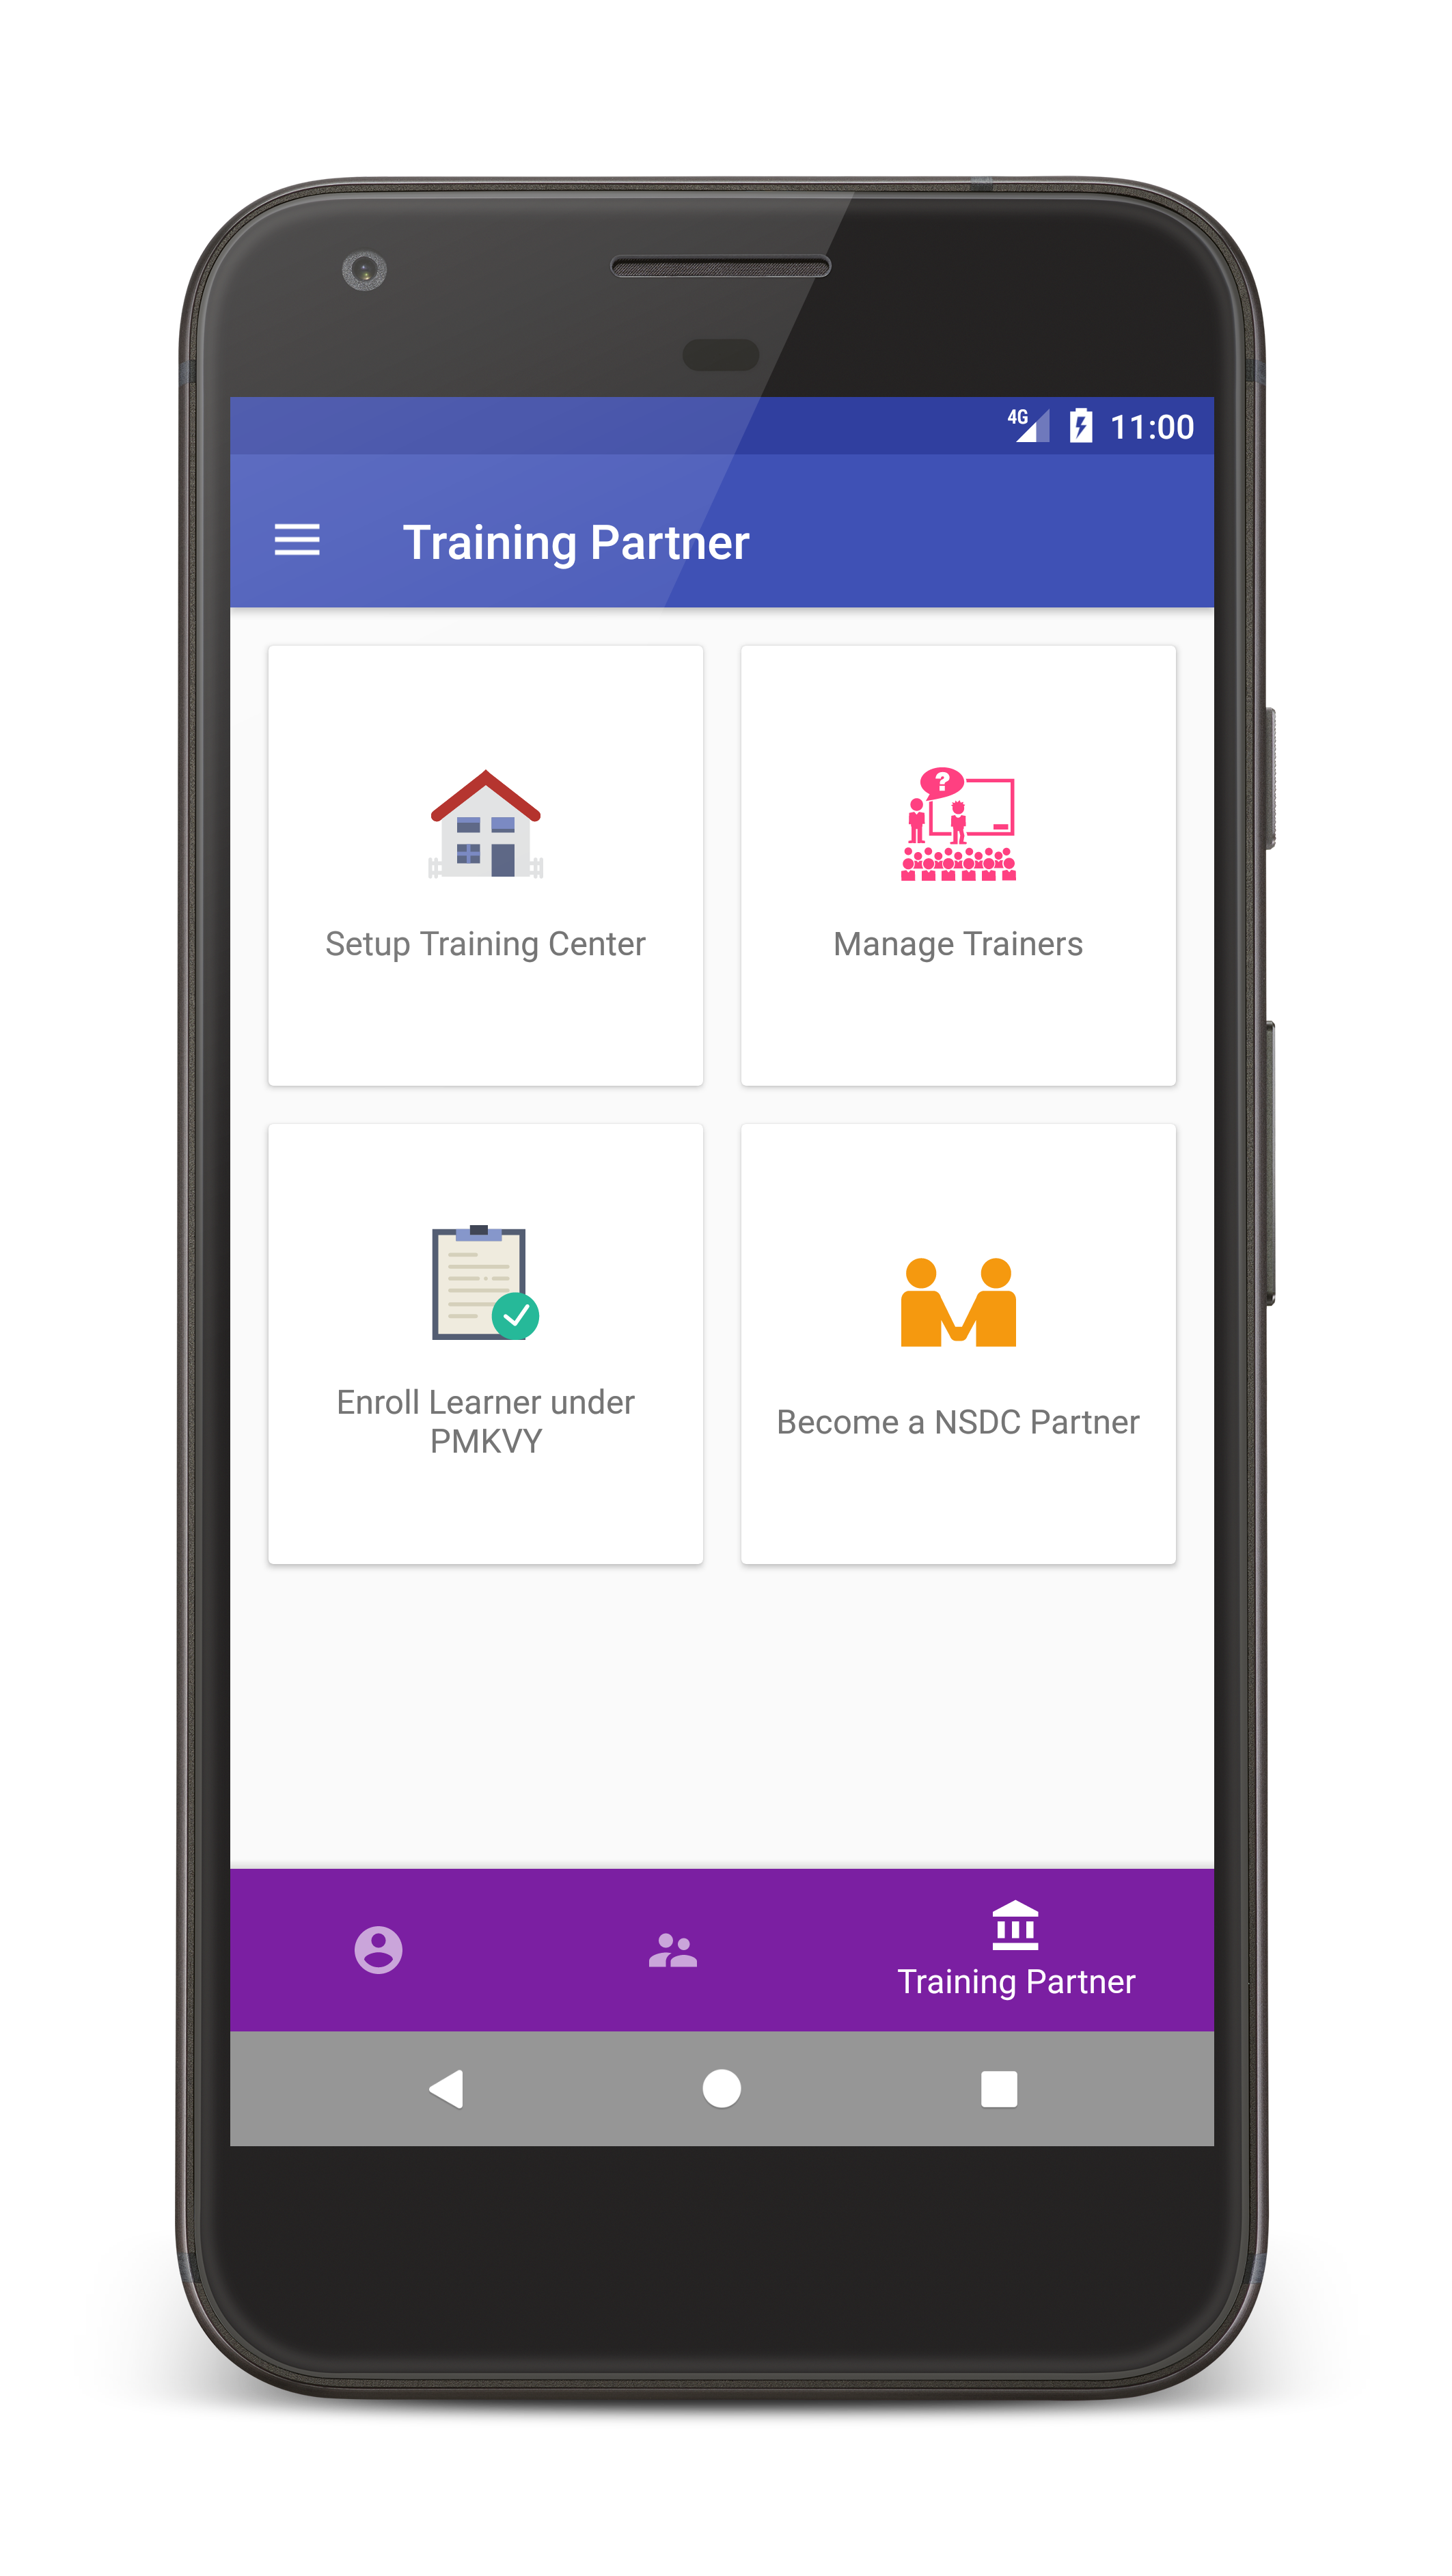 4G 11:00
Training Partner
?
Setup Training Center
Manage Trainers
Enroll Learner under
PMKVY
Become a NSDC Partner
Training Partner